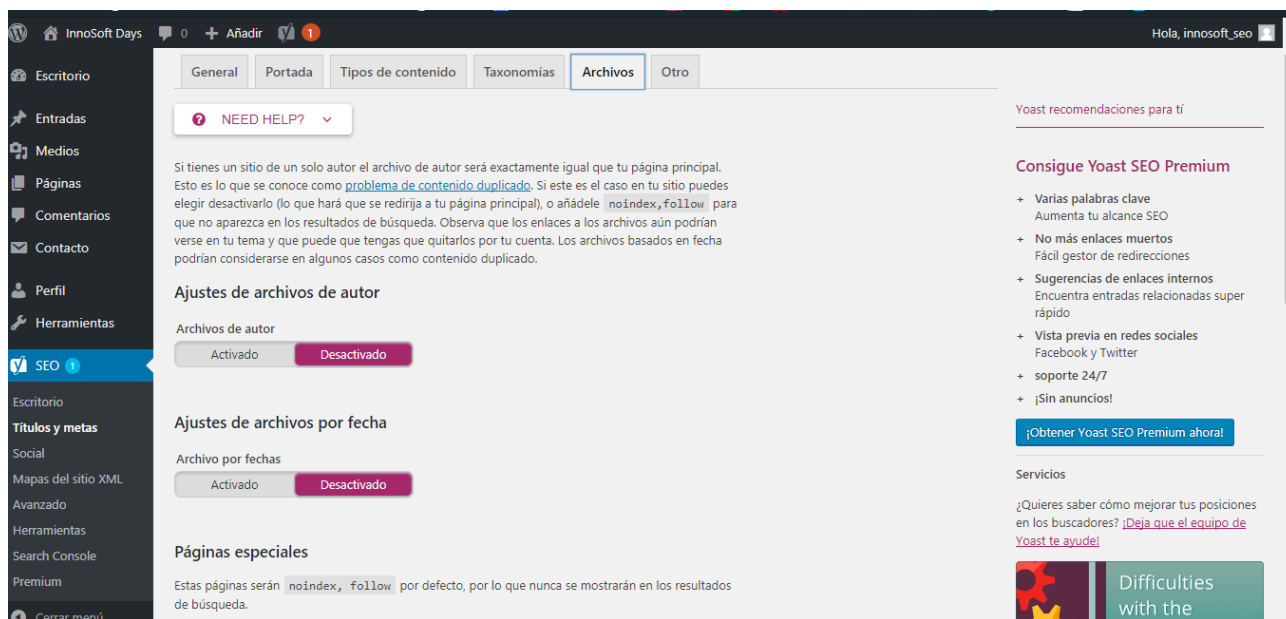 InnoSoft Days
0
Añadir
1
Hola, innosoft_seo
Escritorio
Entradas
Medios
Páginas
Comentarios
Contacto
Perfil
Herramientas
SEO 1
Escritorio
Títulos y metas
Social
Mapas del sitio XML
Avanzado
Herramientas
Search Console
Premium
Cerrar menú
General
Portada
Tipos de contenido
Taxonomías
Archivos
Otro
NEED HELP?
Si tienes un sitio de un solo autor el archivo de autor será exactamente igual que tu página principal.
Esto es lo que se conoce como problema de contenido duplicado. Si este es el caso en tu sitio puedes
elegir desactivarlo (lo que hará que se redirija a tu página principal), o añádele noindex,follow para
que no aparezca en los resultados de búsqueda. Observa que los enlaces a los archivos aún podrían
verse en tu tema y que puede que tengas que quitarlos por tu cuenta. Los archivos basados en fecha
podrían considerarse en algunos casos como contenido duplicado.
Ajustes de archivos de autor
Archivos de autor
Activado
Desactivado
Ajustes de archivos por fecha
Archivo por fechas
Activado
Desactivado
Páginas especiales
Estas páginas serán noindex, follow por defecto, por lo que nunca se mostrarán en los resultados
de búsqueda.
Yoast recomendaciones para tí
Consigue Yoast SEO Premium
+ Varias palabras clave
Aumenta tu alcance SEO
+ No más enlaces muertos
Fácil gestor de redirecciones
+ Sugerencias de enlaces internos
Encuentra entradas relacionadas super
rápido
+ Vista previa en redes sociales
Facebook y Twitter
+ soporte 24/7
+ ¡Sin anuncios!
¡Obtener Yoast SEO Premium ahora!
Servicios
¿Quieres saber cómo mejorar tus posiciones
en los buscadores? ¡Deja que el equipo de
Yoast te ayude!
Difficulties
with the